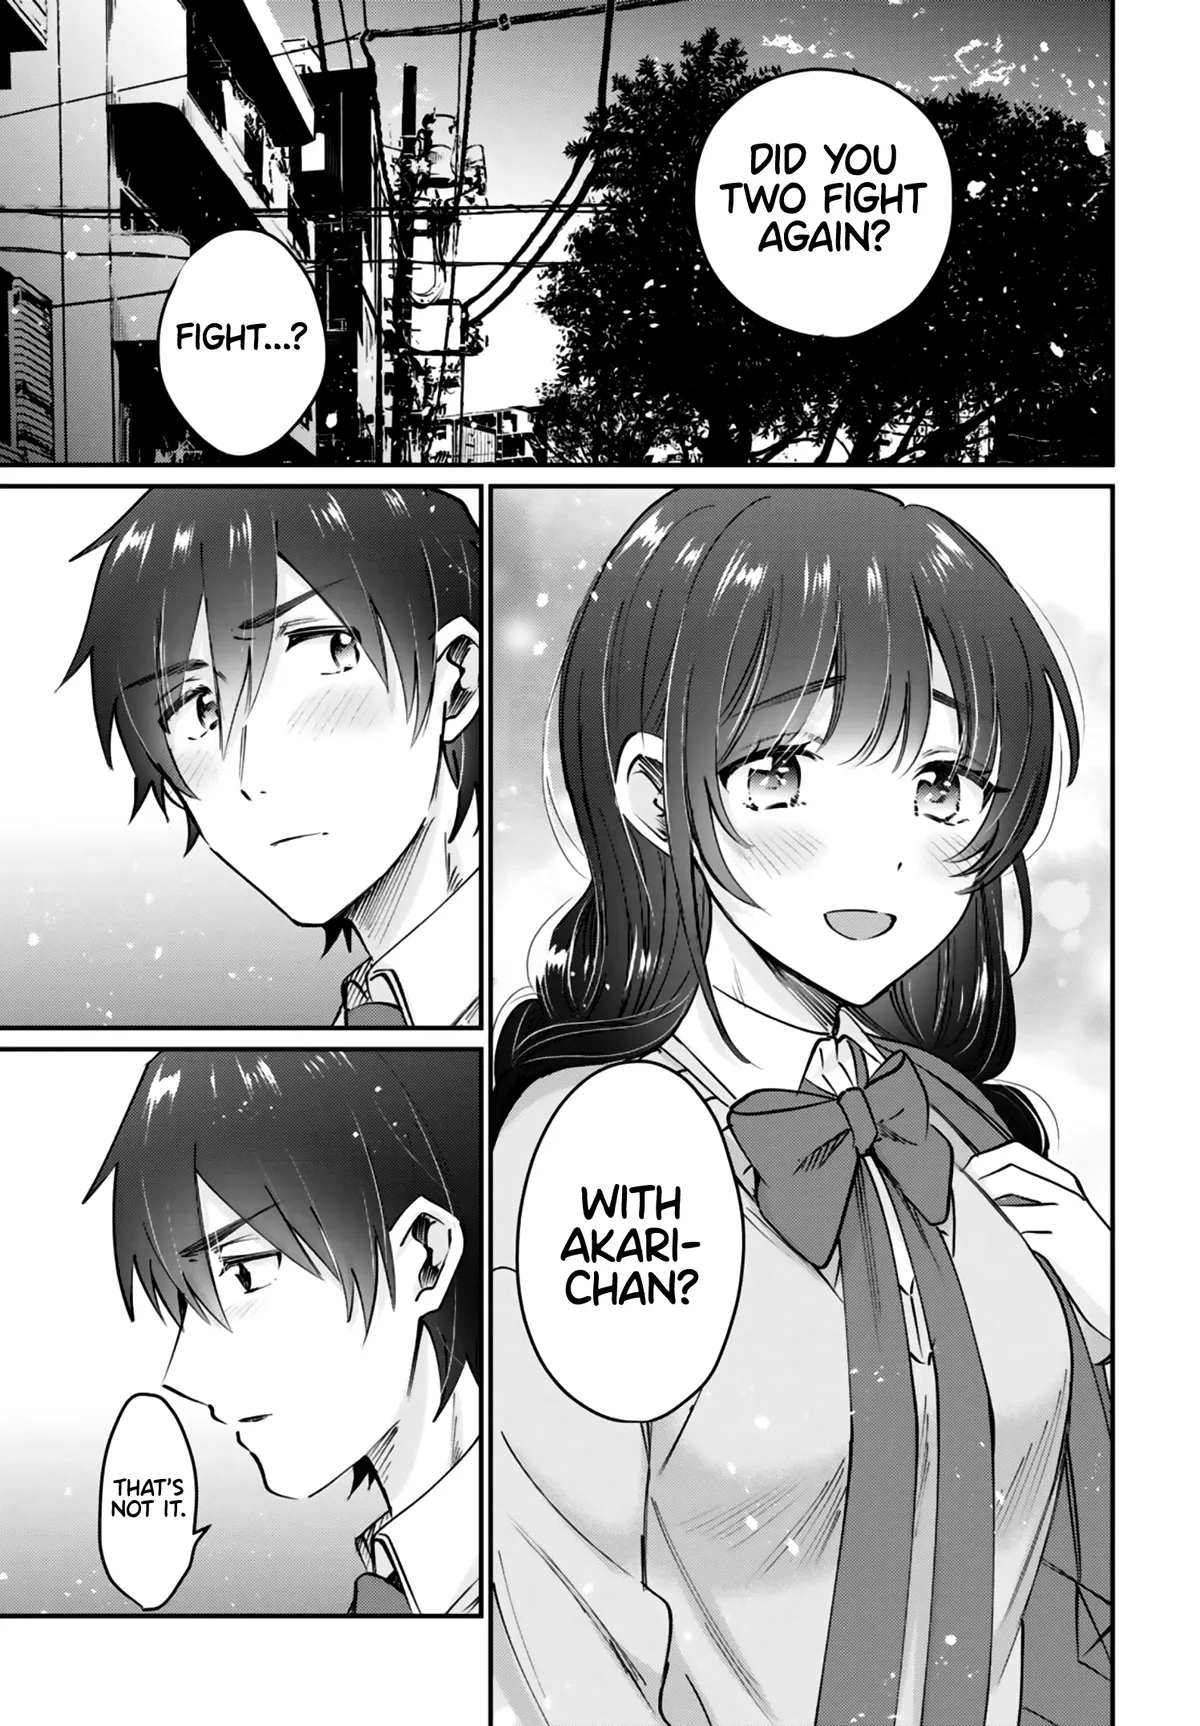 DID YOU
TWO FIGHT
AGAIN?
FIGHT...?
WITH
AKARI-
CHAN?
THAT'S
NOT IT.